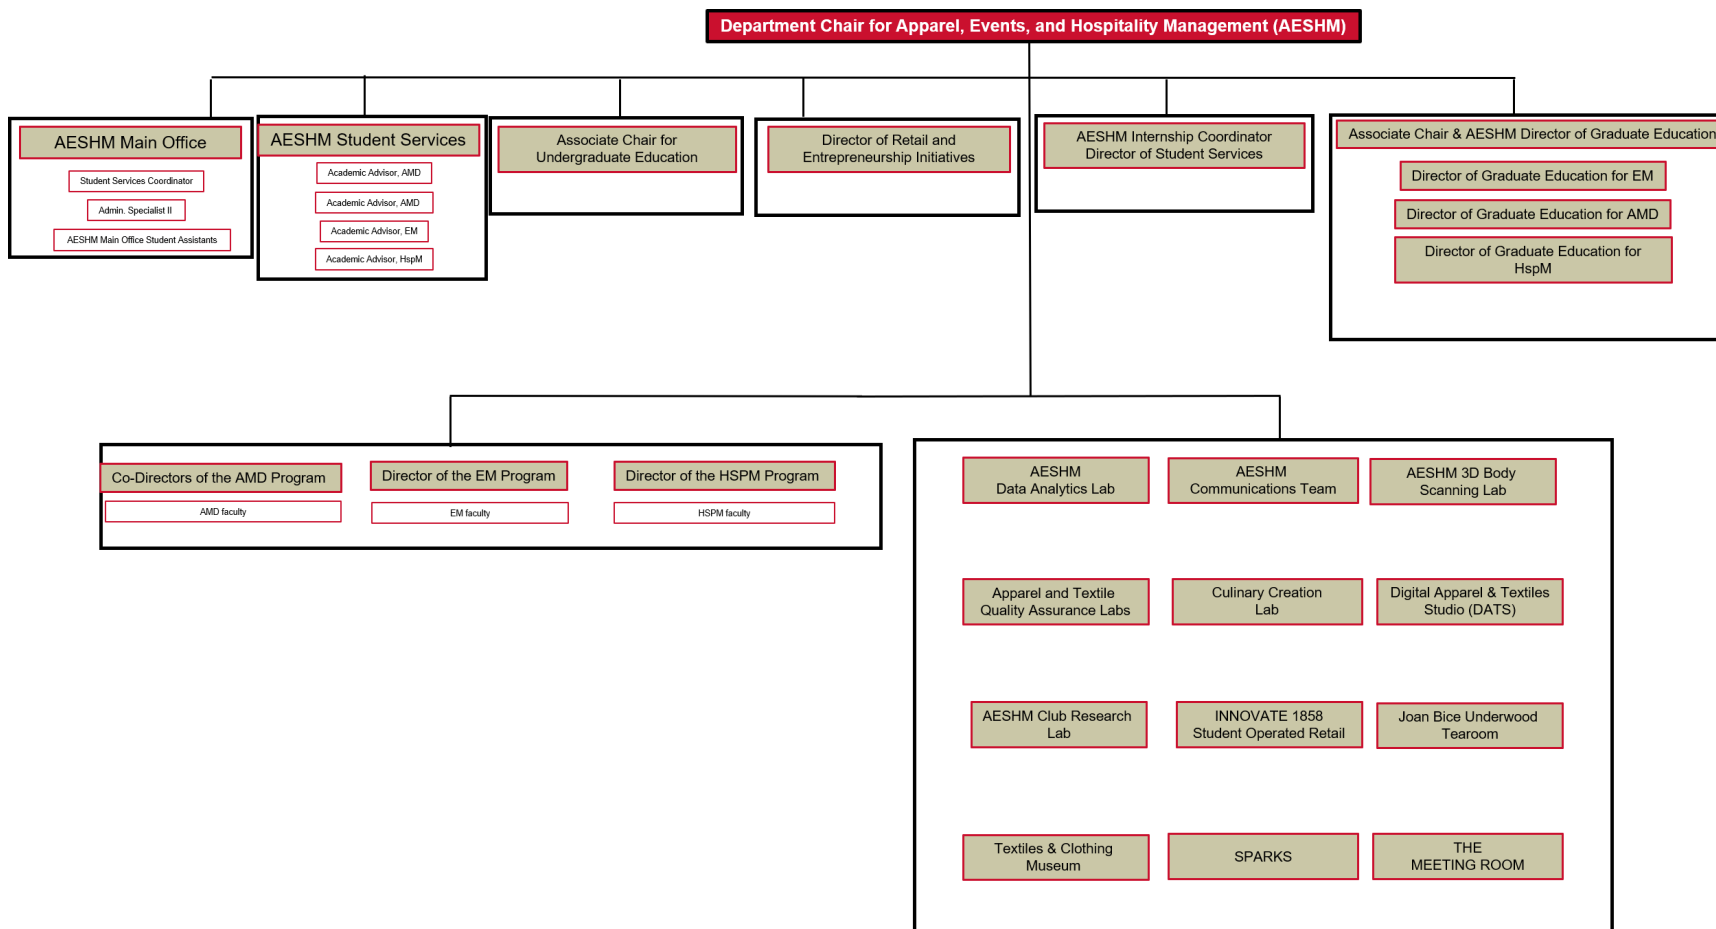 Department Chair for Apparel, Events, and Hospitality Management (AESHM)
AESHM Main Office
Student Services Coordinator
Admin. Specialist II
AESHM Main Office Student Assistants
AESHM Student Services
Academic Advisor, AMD
Academic Advisor, AMD
Academic Advisor, EM
Academic Advisor, HspM
Associate Chair for
Undergraduate Education
Director of Retail and
Entrepreneurship Initiatives
AESHM Internship Coordinator
Director of Student Services
Associate Chair & AESHM Director of Graduate Education
Director of Graduate Education for EM
Director of Graduate Education for AMD
Director of Graduate Education for
HspM
Co-Directors of the AMD Program
AMD faculty
Director of the EM Program
EM faculty
Director of the HSPM Program
HSPM faculty
AESHM
Data Analytics Lab
AESHM
Communications Team
AESHM 3D Body
Scanning Lab
Apparel and Textile
Quality Assurance Labs
Culinary Creation
Lab
Digital Apparel & Textiles
Studio (DATS)
AESHM Club Research
Lab
INNOVATE 1858
Student Operated Retail
Joan Bice Underwood
Tearoom
Textiles & Clothing
Museum
SPARKS
THE
MEETING ROOM